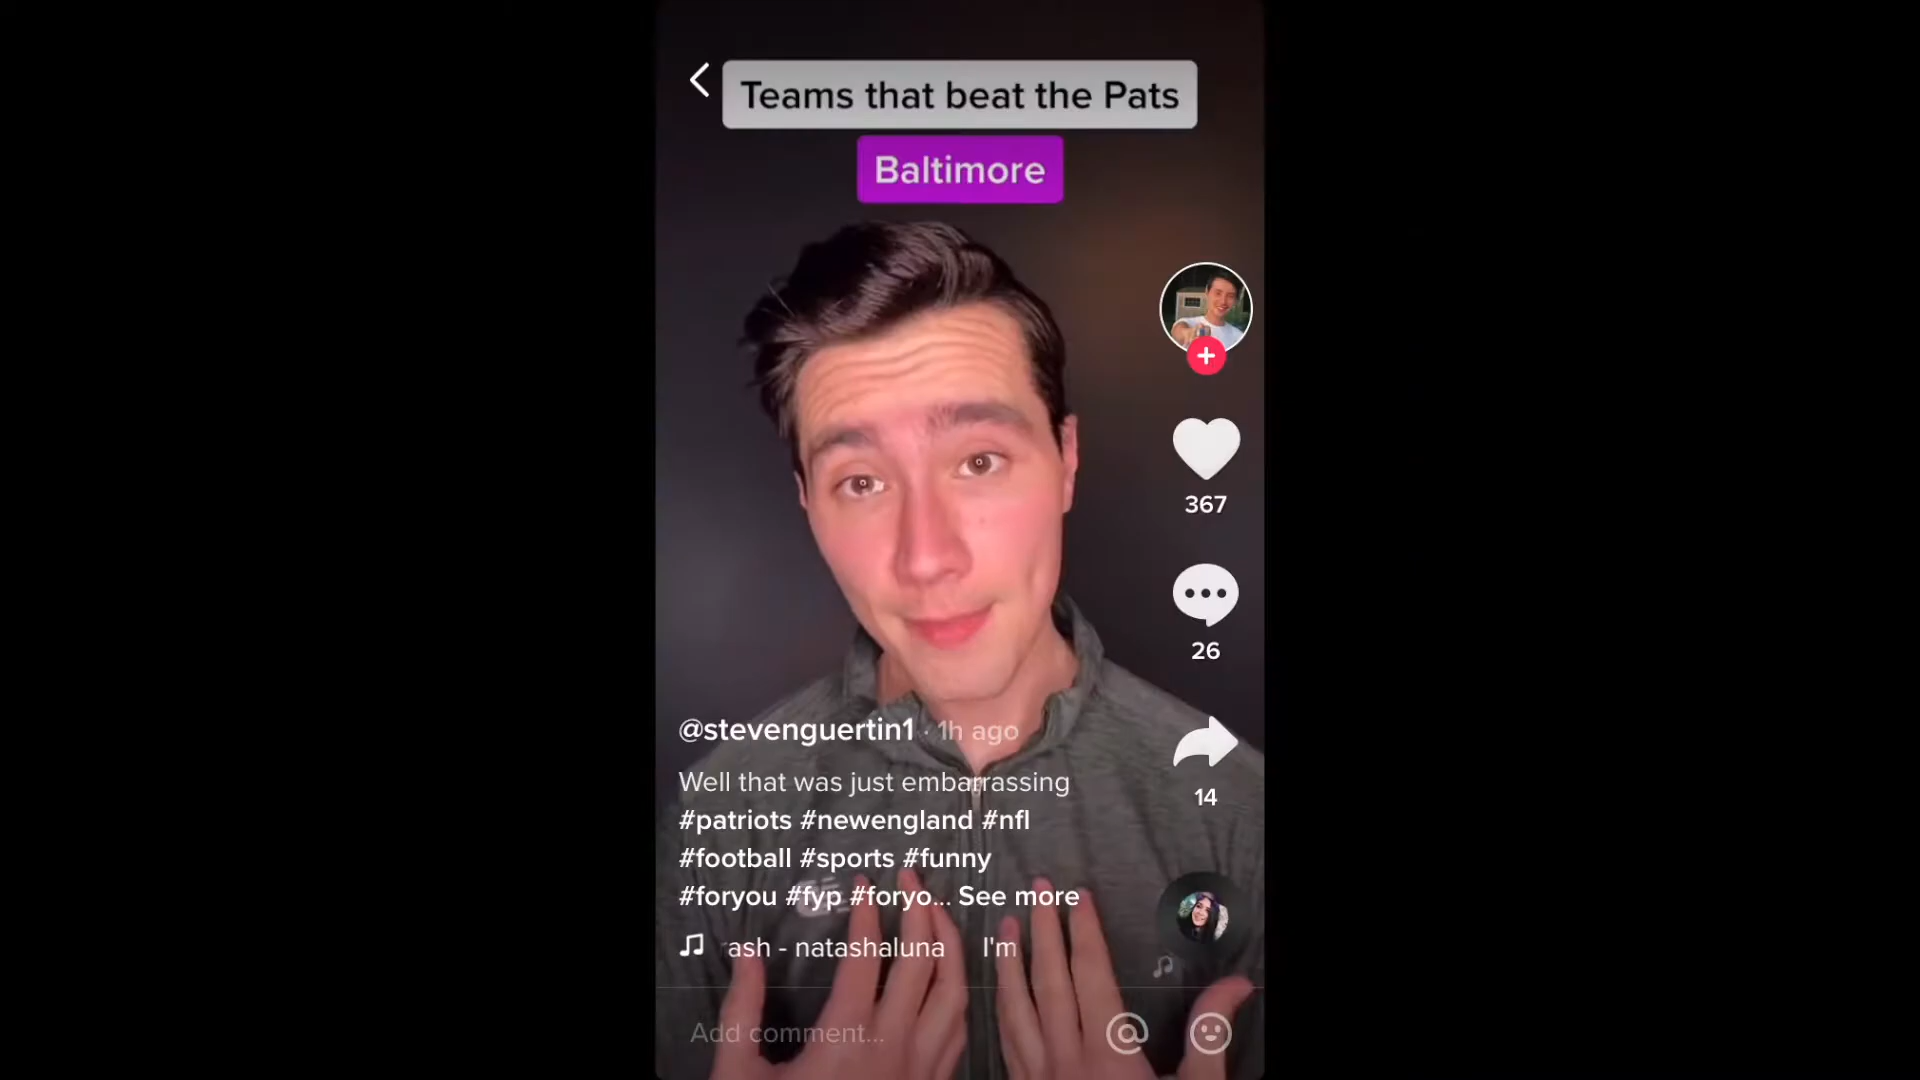 Teams that beat the Pats
Baltimore
367
26
@stevenguertin1 · 1h ago
Well that was just embarrassing
#patriots #newengland #nfl
#football #sports #funny
#foryou #fyp #foryo... See more
14
rash - natashaluna I'm
Add comment...